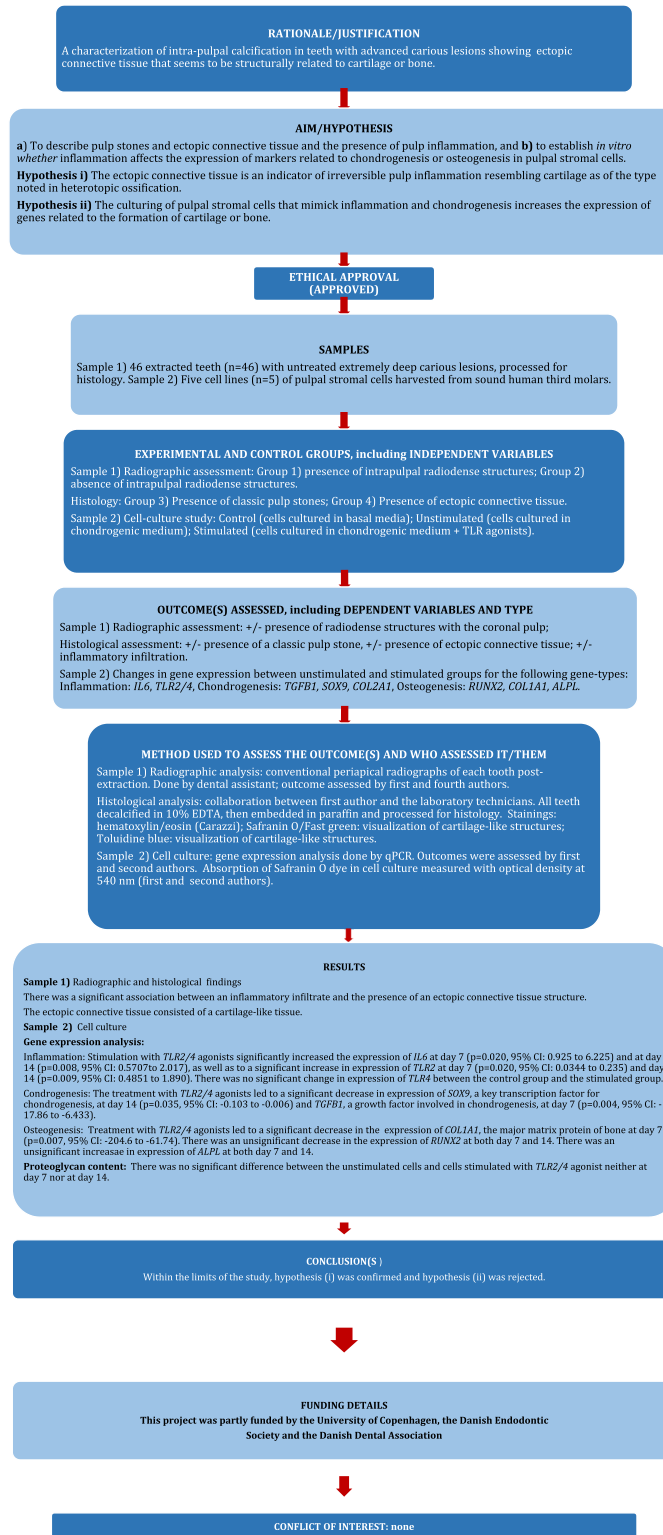 RATIONALE/JUSTIFICATION
A characterization of intra-pulpal calcification in teeth with advanced carious lesions showing ectopic
connective tissue that seems to be structurally related to cartilage or bone.
AIM/HYPOTHESIS
a) To describe pulp stones and ectopic connective tissue and the presence of pulp inflammation, and b) to establish in vitro
whether inflammation affects the expression of markers related to chondrogenesis or osteogenesis in pulpal stromal cells.
Hypothesis i) The ectopic connective tissue is an indicator of irreversible pulp inflammation resembling cartilage as of the type
noted in heterotopic ossification.
Hypothesis ii) The culturing of pulpal stromal cells that mimick inflammation and chondrogenesis increases the expression of
genes related to the formation of cartilage or bone.
ETHICAL APPROVAL
(APPROVED)
SAMPLES
Sample 1) 46 extracted teeth (n=46) with untreated extremely deep carious lesions, processed for
histology. Sample 2) Five cell lines (n=5) of pulpal stromal cells harvested from sound human third molars.
EXPERIMENTAL AND CONTROL GROUPS, including INDEPENDENT VARIABLES
Sample 1) Radiographic assessment: Group 1) presence of intrapulpal radiodense structures; Group 2)
absence of intrapulpal radiodense structures.
Histology: Group 3) Presence of classic pulp stones; Group 4) Presence of ectopic connective tissue.
Sample 2) Cell-culture study: Control (cells cultured in basal media); Unstimulated (cells cultured in
chondrogenic medium); Stimulated (cells cultured in chondrogenic medium + TLR agonists).
OUTCOME(S) ASSESSED, including DEPENDENT VARIABLES AND TYPE
Sample 1) Radiographic assessment: +/- presence of radiodense structures with the coronal pulp;
Histological assessment: +/- presence of a classic pulp stone, +/- presence of ectopic connective tissue; +/-
inflammatory infiltration.
Sample 2) Changes in gene expression between unstimulated and stimulated groups for the following gene-types:
Inflammation: IL6, TLR2/4, Chondrogenesis: TGFB1, SOX9, COL2A1, Osteogenesis: RUNX2, COL1A1, ALPL.
METHOD USED TO ASSESS THE OUTCOME(S) AND WHO ASSESSED IT/THEM
Sample 1) Radiographic analysis: conventional periapical radiographs of each tooth post-
extraction. Done by dental assistant; outcome assessed by first and fourth authors.
Histological analysis: collaboration between first author and the laboratory technicians. All teeth
decalcified in 10% EDTA, then embedded in paraffin and processed for histology. Stainings:
hematoxylin/eosin (Carazzi); Safranin O/Fast green: visualization of cartilage-like structures;
Toluidine blue: visualization of cartilage-like structures.
Sample 2) Cell culture: gene expression analysis done by qPCR. Outcomes were assessed by first
and second authors. Absorption of Safranin O dye in cell culture measured with optical density at
540 nm (first and second authors).
RESULTS
Sample 1) Radiographic and histological findings
There was a significant association between an inflammatory infiltrate and the presence of an ectopic connective tissue structure.
The ectopic connective tissue consisted of a cartilage-like tissue.
Sample 2) Cell culture
Gene expression analysis:
Inflammation: Stimulation with TLR2/4 agonists significantly increased the expression of IL6 at day 7 (p=0.020, 95% CI: 0.925 to 6.225) and at day
14 (p=0.008, 95% CI: 0.5707to 2.017), as well as to a significant increase in expression of TLR2 at day 7 (p=0.020, 95% CI: 0.0344 to 0.235) and day
14 (p=0.009, 95% CI: 0.4851 to 1.890). There was no significant change in expression of TLR4 between the control group and the stimulated group.
Condrogenesis: The treatment with TLR2/4 agonists led to a significant decrease in expression of SOX9, a key transcription factor for
chondrogenesis, at day 14 (p=0.035, 95% CI: -0.103 to -0.006) and TGFB1, a growth factor involved in chondrogenesis, at day 7 (p=0.004, 95% CI: -
17.86 to -6.433).
Osteogenesis: Treatment with TLR2/4 agonists led to a significant decrease in the expression of COL1A1, the major matrix protein of bone at day 7
(p=0.007, 95% CI: -204.6 to -61.74). There was an unsignificant decrease in the expression of RUNX2 at both day 7 and 14. There was an
unsignificant increasae in expression of ALPL at both day 7 and 14.
Proteoglycan content: There was no significant difference between the unstimulated cells and cells stimulated with TLR2/4 agonist neither at
day 7 nor at day 14.
CONCLUSION(S )
Within the limits of the study, hypothesis (i) was confirmed and hypothesis (ii) was rejected.
FUNDING DETAILS
This project was partly funded by the University of Copenhagen, the Danish Endodontic
Society and the Danish Dental Association
CONFLICT OF INTEREST: none